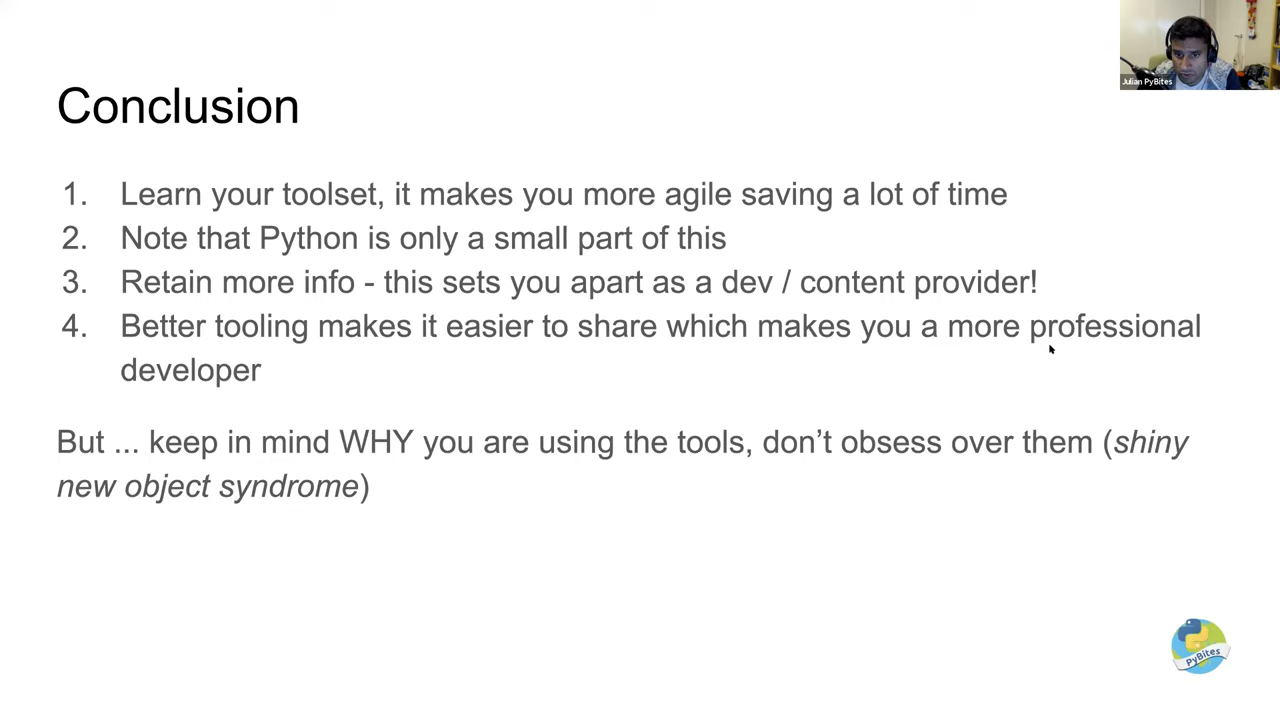 Julian PyBites
Conclusion
1. Learn your toolset, it makes you more agile saving a lot of time
2. Note that Python is only a small part of this
3. Retain more info - this sets you apart as a dev / content provider!
4. Better tooling makes it easier to share which makes you a more professional
developer
But ... keep in mind WHY you are using the tools, don’t obsess over them (shiny
new object syndrome)
PyBites